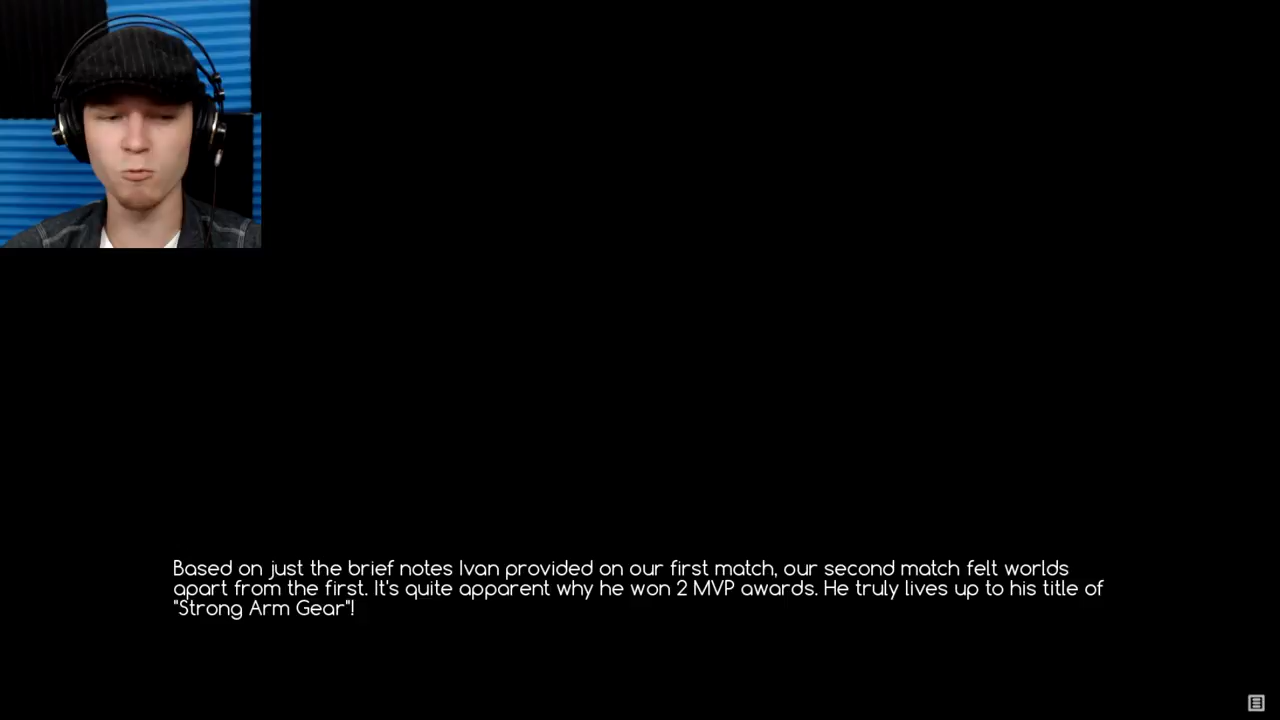 Based on just the brief notes Ivan provided on our first match, our second match felt worlds
apart from the first. It's quite apparent why he won 2 MVP awards. He truly lives up to his title of
"Strong Arm Gear"!